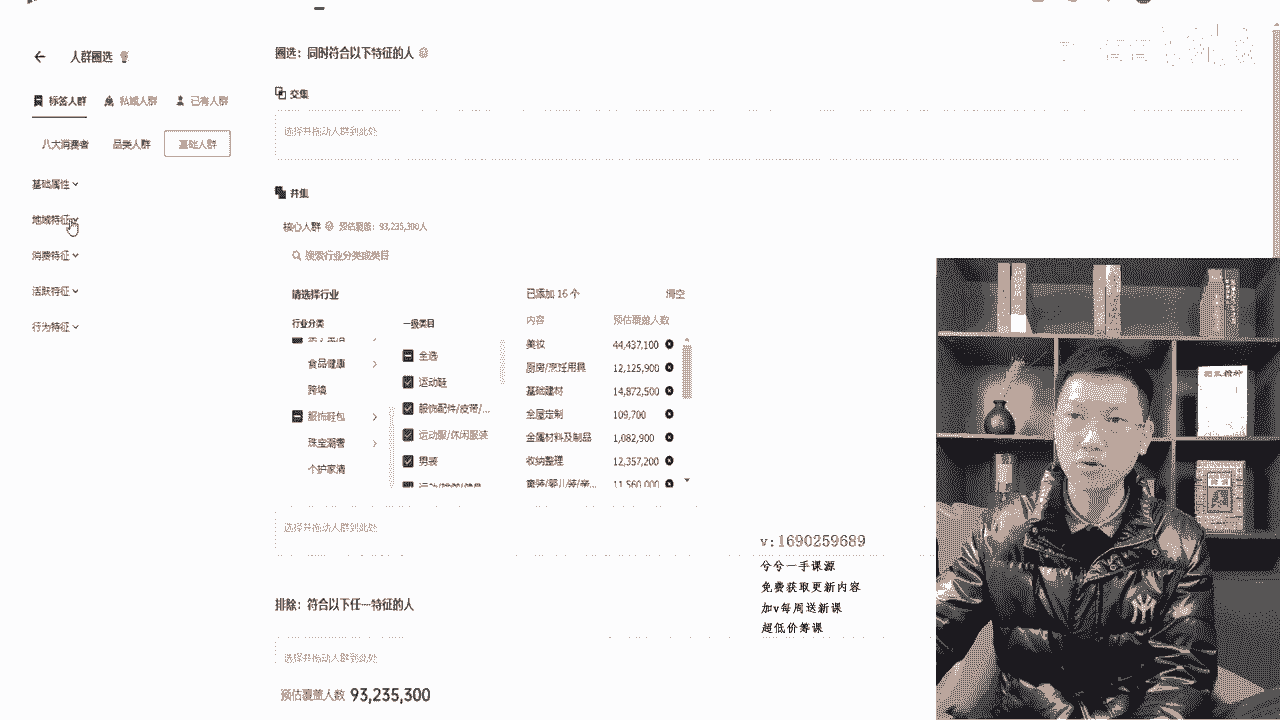 人群圈选
标签人群 私域人群 已有人群
八大消费者 品类人群 基础人群
基础属性
地域特征
消费特征
活跃特征
行为特征
圈选：同时符合以下特征的人
交集
选择并拖动人群到此处
并集
核心人群 预估覆盖：93,235,300人
搜索行业分类或类目
请选择行业
已添加 16 个 清空
行业分类 一级类目
内容 预估覆盖人数
食品健康
跨境
服饰鞋包
珠宝潮奢
个护家清
全选
运动鞋
服饰配件/皮带/...
运动服/休闲服装
男装
美妆 44,437,100
厨房/烹饪用具 12,125,900
基础建材 14,872,500
全屋定制 109,700
金属材料及制品 1,082,900
收纳整理 12,357,200
童装/婴儿装/亲... 11,560,000
选择并拖动人群到此处
排除：符合以下任一特征的人
选择并拖动人群到此处
预估覆盖人数 93,235,300
v:1690259689
兮兮一手课源
免费获取更新内容
加v每周送新课
超低价筹课